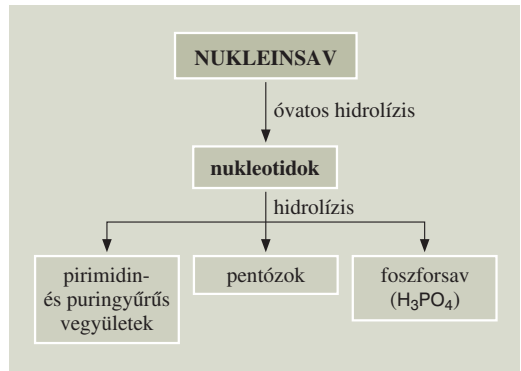 NUKLEINSAV
óvatos hidrolízis
nukleotidok
hidrolízis
pirimidin-
és puringyűrűs
vegyületek
pentózok
foszforsav
(H₃PO₄)